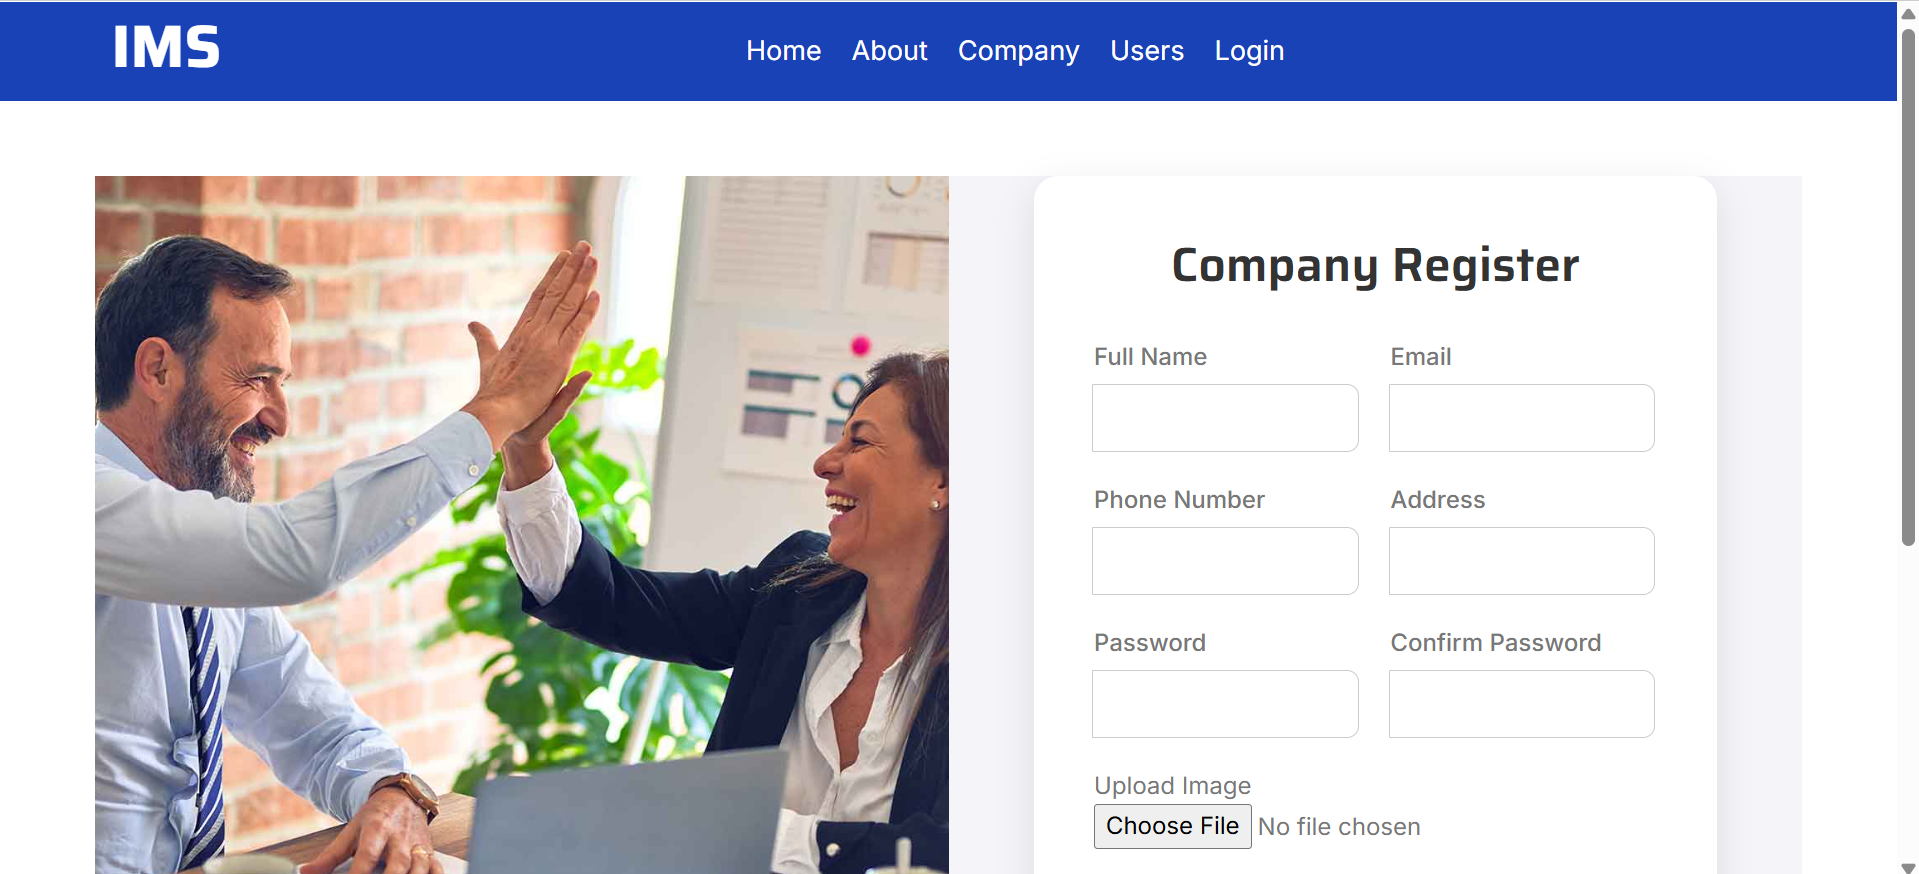 IMS
Home About Company Users Login
Company Register
Full Name Email
Phone Number Address
Password Confirm Password
Upload Image
Choose File No file chosen